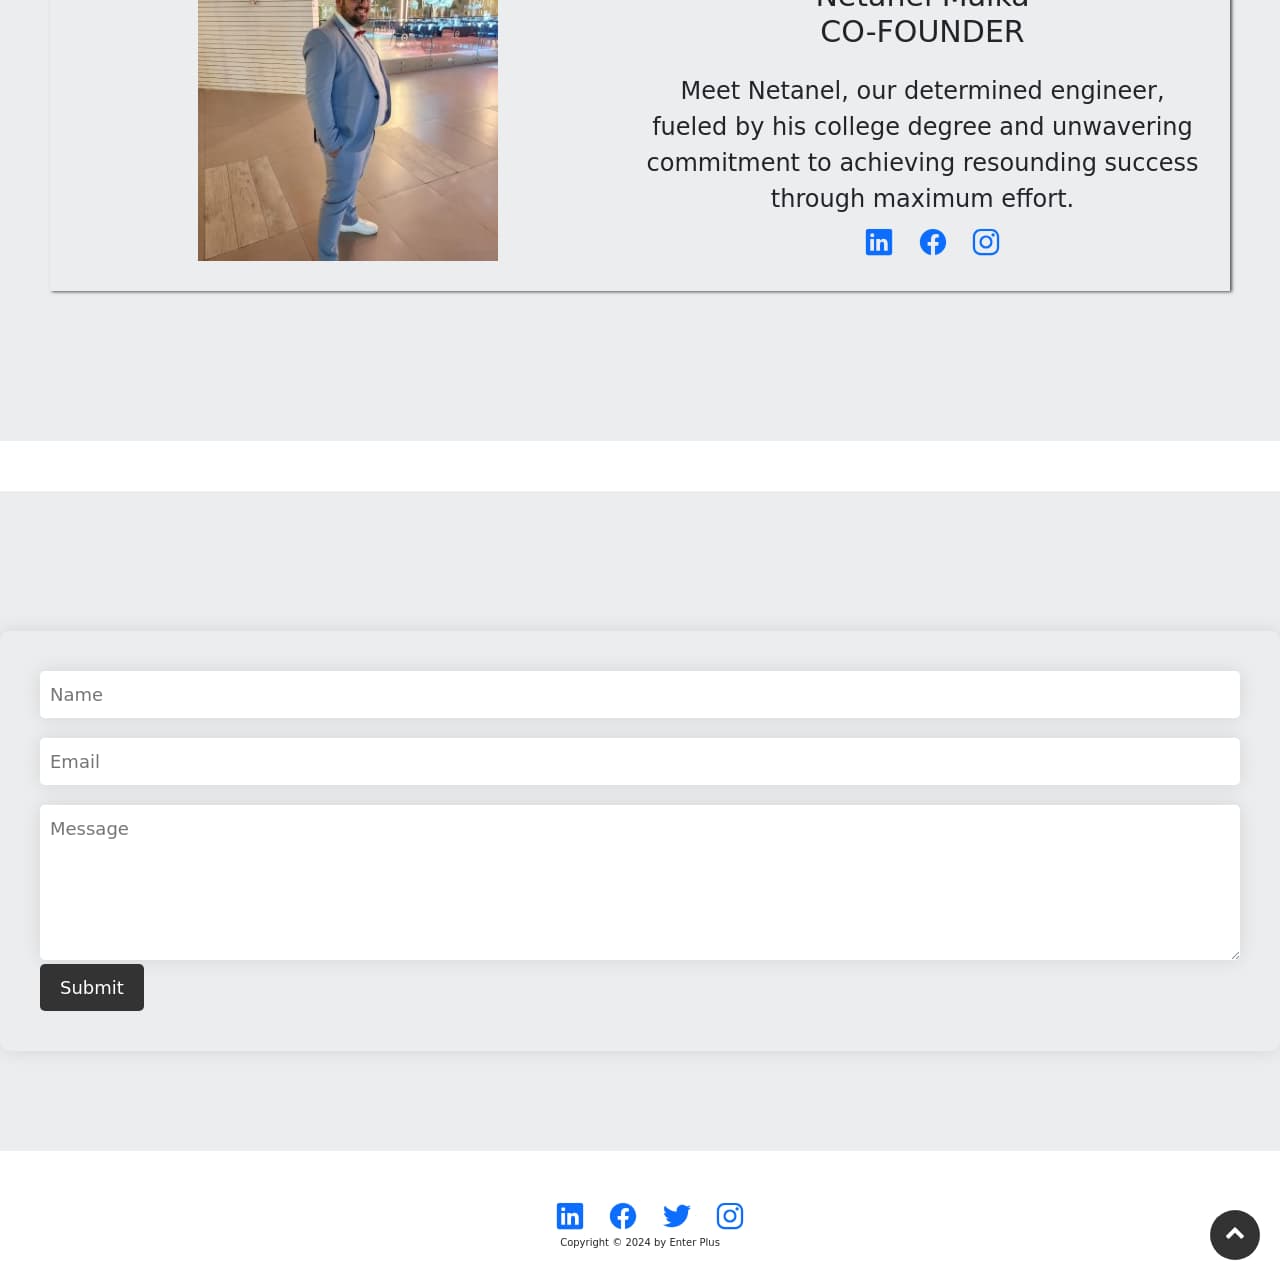 CO-FOUNDER
Meet Netanel, our determined engineer,
fueled by his college degree and unwavering
commitment to achieving resounding success
through maximum effort.
Name
Email
Message
Submit
Copyright © 2024 by Enter Plus